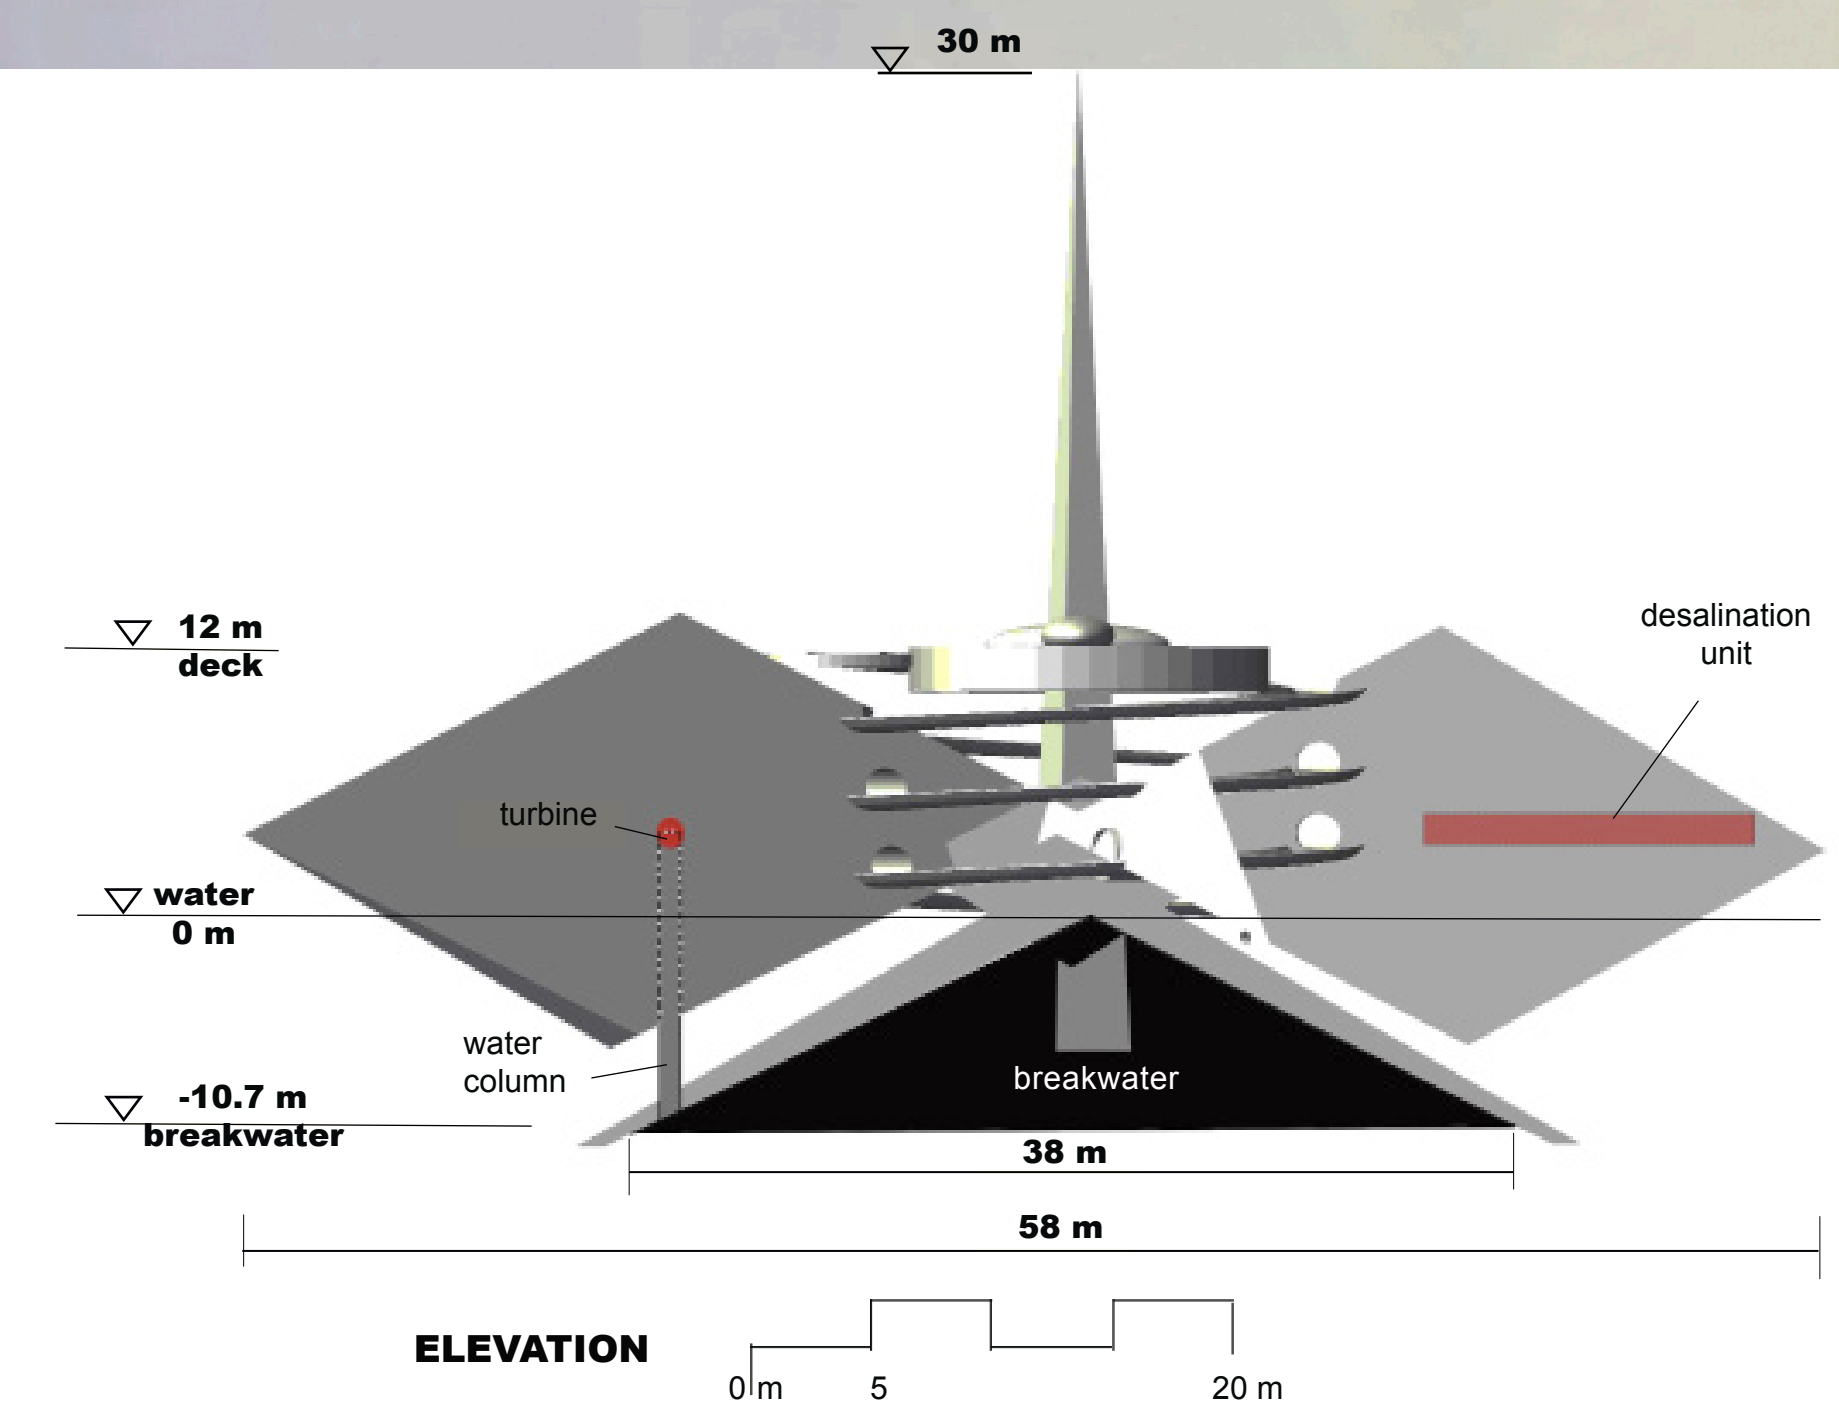 30 m
12 m
deck
desalination
unit
turbine
water
0 m
water
column
-10.7 m
breakwater
breakwater
38 m
58 m
ELEVATION
0 m
5
20 m